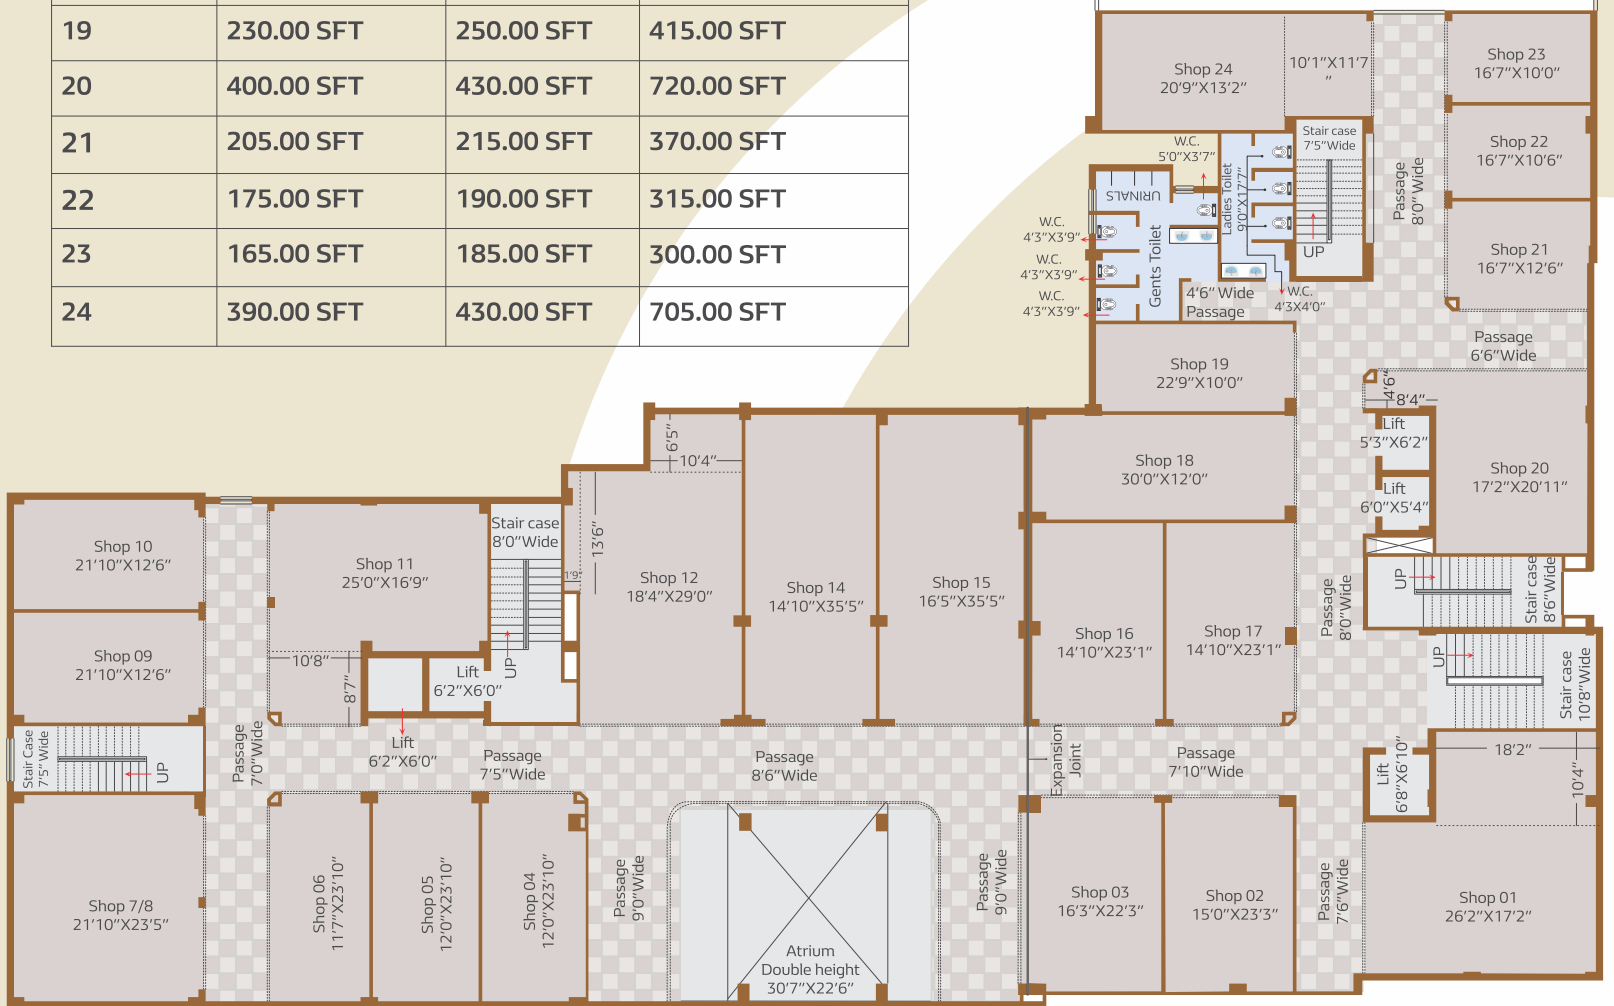 19 230.00 SFT 250.00 SFT 415.00 SFT
20 400.00 SFT 430.00 SFT 720.00 SFT
21 205.00 SFT 215.00 SFT 370.00 SFT
22 175.00 SFT 190.00 SFT 315.00 SFT
23 165.00 SFT 185.00 SFT 300.00 SFT
24 390.00 SFT 430.00 SFT 705.00 SFT
Shop 24
20'9"X13'2"
10'1"X11'7
"
Shop 23
16'7"X10'0"
Stair case
7'5"Wide
UP
Shop 22
16'7"X10'6"
Passage
8'0"Wide
W.C.
5'0"X3'7"
Ladies Toilet
9'0"X17'7"
URINALS
W.C.
4'3"X3'9"
W.C.
4'3"X3'9"
W.C.
4'3"X3'9"
Gents Toilet
4'6"Wide
Passage
W.C.
4'3X4'0"
Shop 21
16'7"X12'6"
Passage
6'6"Wide
Shop 19
22'9"X10'0"
4'6"
8'4"
Lift
5'3"X6'2"
Lift
6'0"X5'4"
Shop 20
17'2"X20'11"
Shop 18
30'0"X12'0"
6'5"
10'4"
13'6"
1'9"
Shop 10
21'10"X12'6"
Shop 11
25'0"X16'9"
Stair case
8'0"Wide
UP
Shop 12
18'4"X29'0"
Shop 14
14'10"X35'5"
Shop 15
16'5"X35'5"
Shop 16
14'10"X23'1"
Shop 17
14'10"X23'1"
Passage
8'0"Wide
UP
Stair case
8'6"Wide
UP
Stair case
10'8"Wide
Shop 09
21'10"X12'6"
10'8"
8'7"
Lift
6'2"X6'0"
Lift
6'2"X6'0"
Stair Case
7'5"Wide
UP
Passage
7'0"Wide
Passage
7'5"Wide
Passage
8'6"Wide
Expansion
Joint
Passage
7'10"Wide
Lift
6'8"X6'10"
18'2"
10'4"
Shop 7/8
21'10"X23'5"
Shop 06
11'7"X23'10"
Shop 05
12'0"X23'10"
Shop 04
12'0"X23'10"
Passage
9'0"Wide
Atrium
Double height
30'7"X22'6"
Passage
9'0"Wide
Shop 03
16'3"X22'3"
Shop 02
15'0"X23'3"
Passage
7'6"Wide
Shop 01
26'2"X17'2"